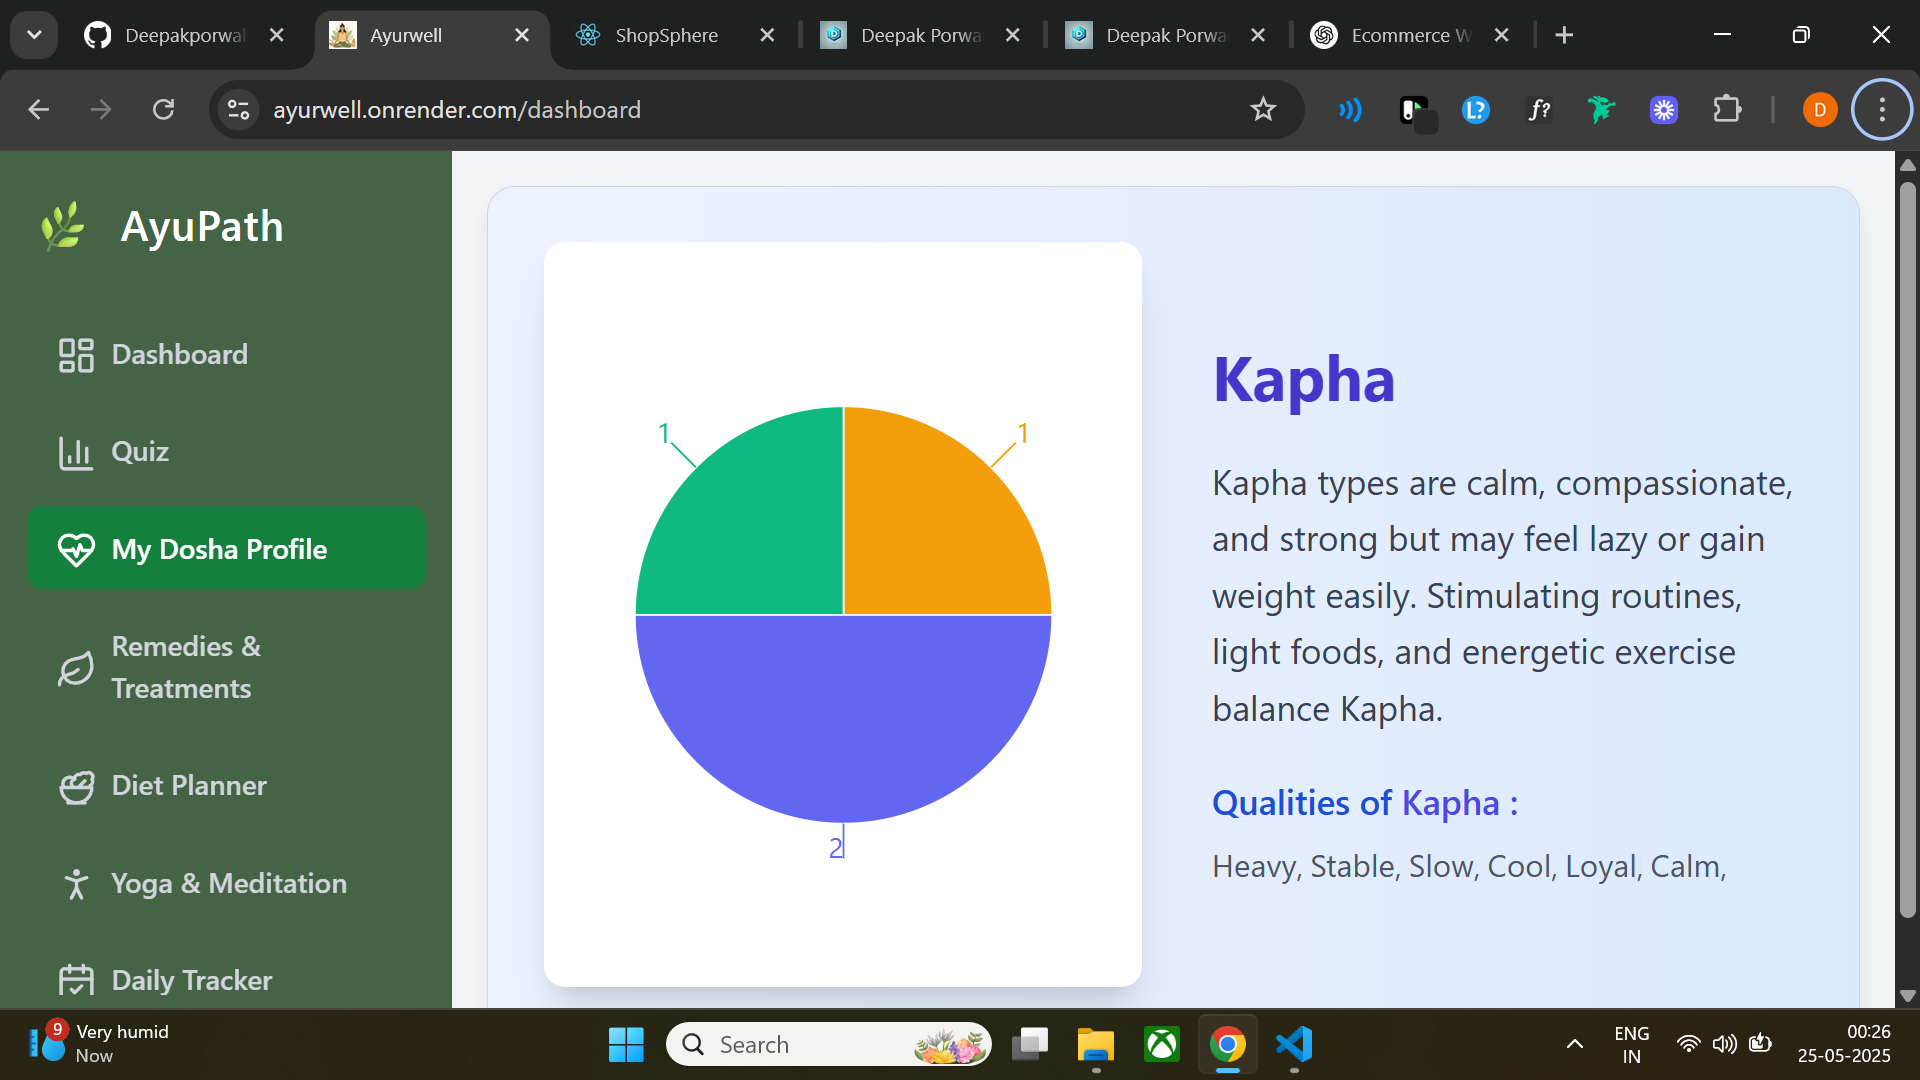 Deepakporwal
Ayurwell
ShopSphere
Deepak Porwa
Deepak Porwa
Ecommerce W
ayurwell.onrender.com/dashboard
L?
f?
D
AyuPath
Dashboard
Quiz
My Dosha Profile
Remedies &
Treatments
Diet Planner
Yoga & Meditation
Daily Tracker
1
1
2
Kapha
Kapha types are calm, compassionate,
and strong but may feel lazy or gain
weight easily. Stimulating routines,
light foods, and energetic exercise
balance Kapha.
Qualities of Kapha :
Heavy, Stable, Slow, Cool, Loyal, Calm,
9
Very humid
Now
Search
ENG
IN
00:26
25-05-2025